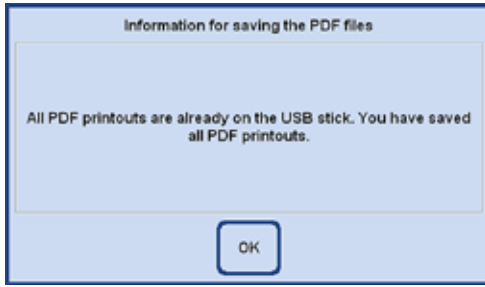 Information for saving the PDF files
All PDF printouts are already on the USB stick. You have saved
all PDF printouts.
OK